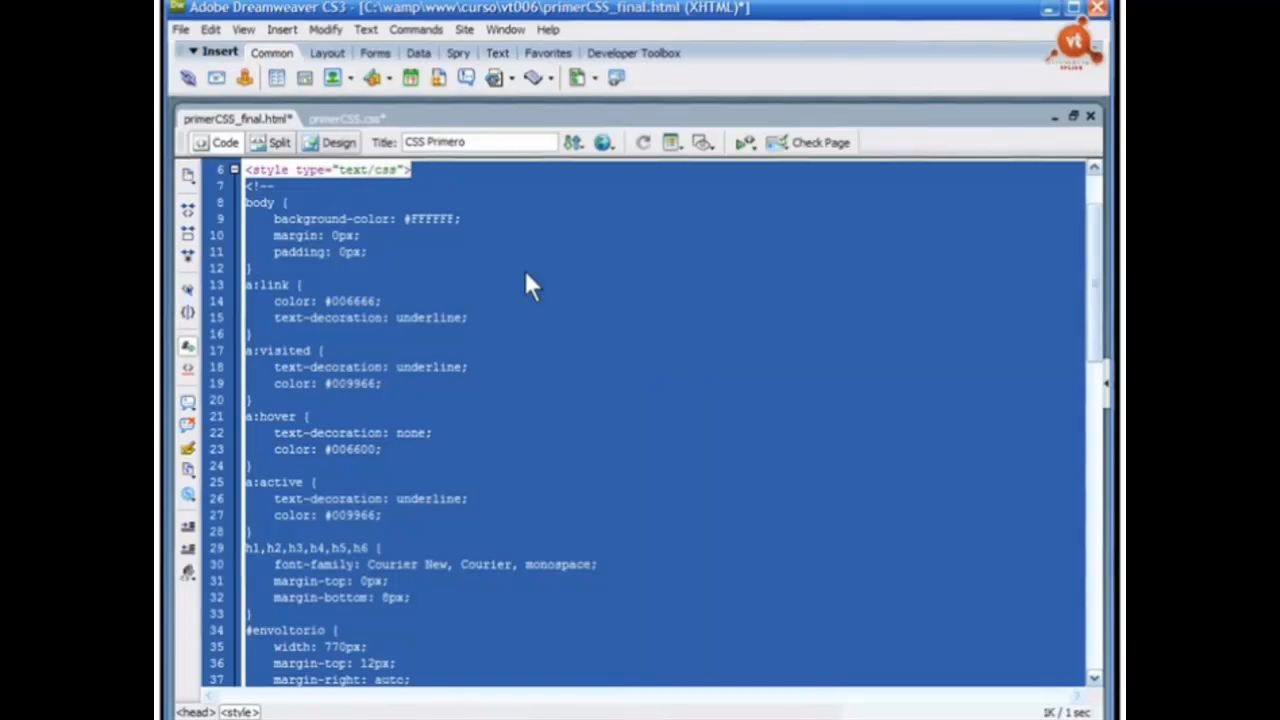 Adobe Dreamweaver CS3 - [C:\wamp\www\curso\vt006\primerCSS_final.html (XHTML)*]
File Edit View Insert Modify Text Commands Site Window Help
Insert Common Layout Forms Data Spry Text Favorites Developer Toolbox
vt
primerCSS_final.html* primerCSS.css*
Code Split Design Title: CSS Primero Check Page
6 <style type="text/css">
7 <!--
8 body {
9 background-color: #FFFFFF;
10 margin: 0px;
11 padding: 0px;
12 }
13 a:link {
14 color: #006666;
15 text-decoration: underline;
16 }
17 a:visited {
18 text-decoration: underline;
19 color: #009966;
20 }
21 a:hover {
22 text-decoration: none;
23 color: #006600;
24 }
25 a:active {
26 text-decoration: underline;
27 color: #009966;
28 }
29 h1,h2,h3,h4,h5,h6 {
30 font-family: Courier New, Courier, monospace;
31 margin-top: 0px;
32 margin-bottom: 8px;
33 }
34 #envoltorio {
35 width: 770px;
36 margin-top: 12px;
37 margin-right: auto;
<head> <style> 1K / 1 sec